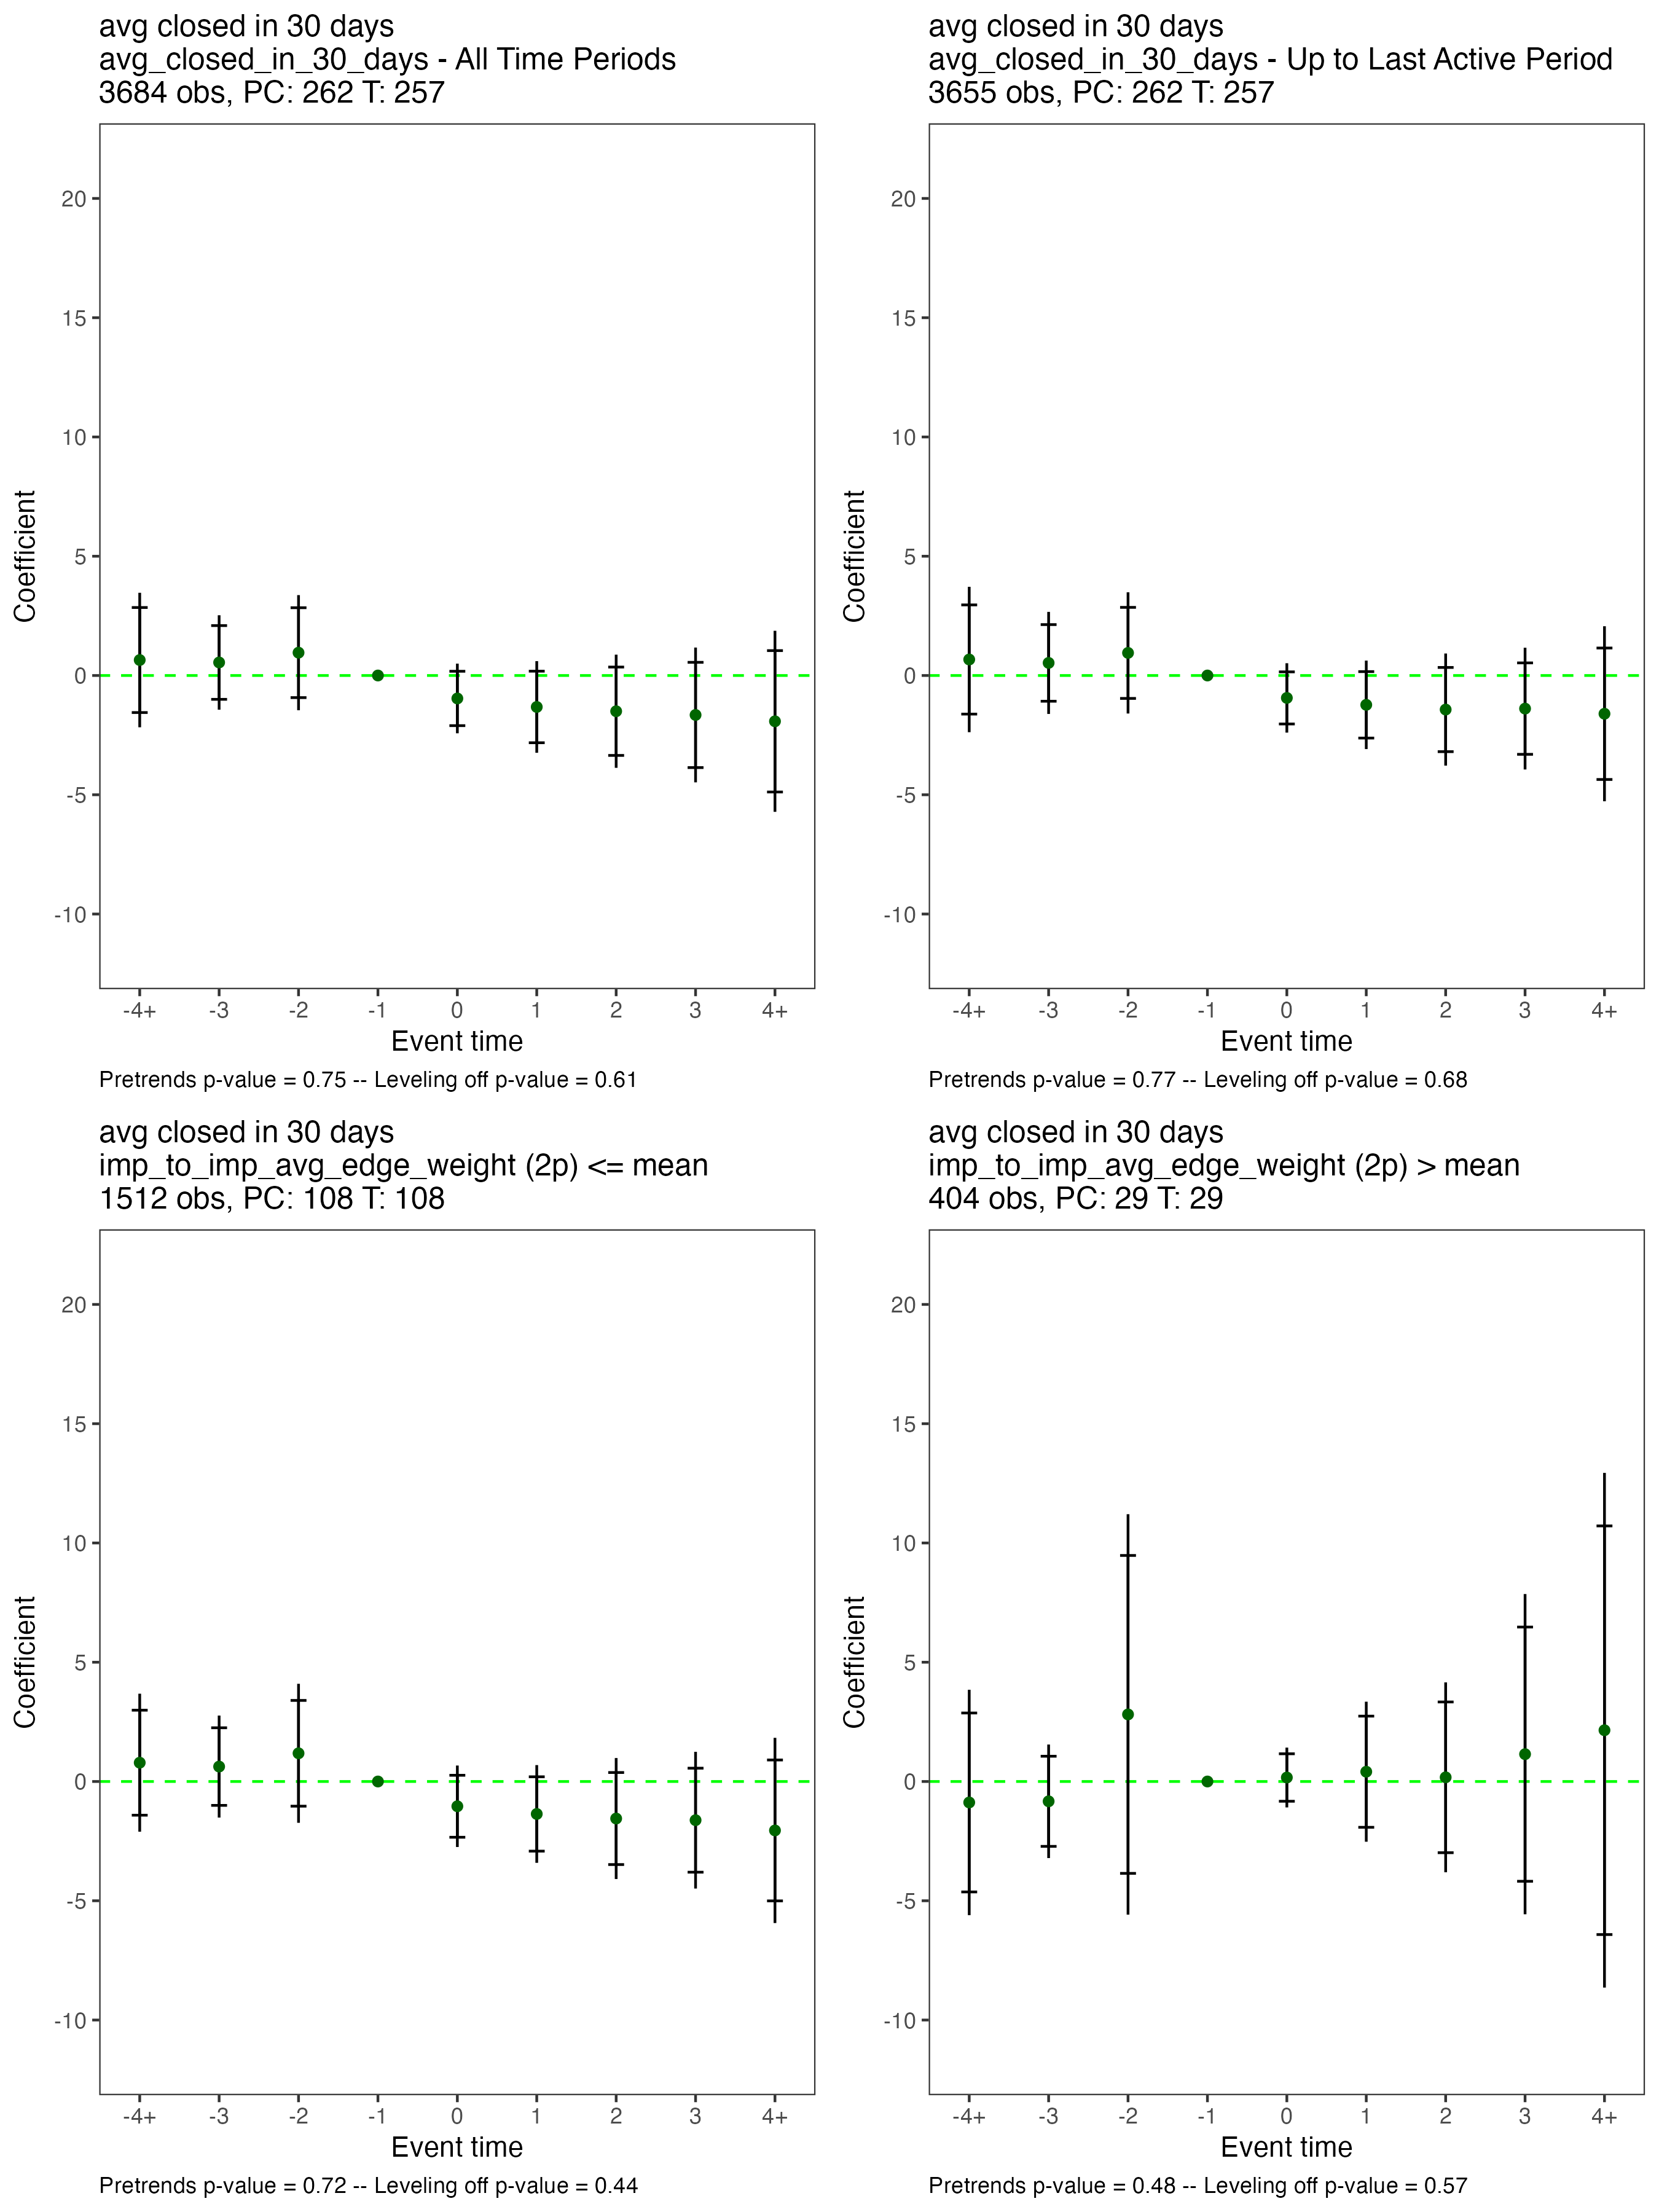 avg closed in 30 days
avg_closed_in_30_days - All Time Periods
3684 obs, PC: 262 T: 257
Coefficient
20
15
10
5
0
-5
-10
-4+ -3 -2 -1 0 1 2 3 4+
Event time
Pretrends p-value = 0.75 -- Leveling off p-value = 0.61
avg closed in 30 days
avg_closed_in_30_days - Up to Last Active Period
3655 obs, PC: 262 T: 257
Coefficient
20
15
10
5
0
-5
-10
-4+ -3 -2 -1 0 1 2 3 4+
Event time
Pretrends p-value = 0.77 -- Leveling off p-value = 0.68
avg closed in 30 days
imp_to_imp_avg_edge_weight (2p) <= mean
1512 obs, PC: 108 T: 108
Coefficient
20
15
10
5
0
-5
-10
-4+ -3 -2 -1 0 1 2 3 4+
Event time
Pretrends p-value = 0.72 -- Leveling off p-value = 0.44
avg closed in 30 days
imp_to_imp_avg_edge_weight (2p) > mean
404 obs, PC: 29 T: 29
Coefficient
20
15
10
5
0
-5
-10
-4+ -3 -2 -1 0 1 2 3 4+
Event time
Pretrends p-value = 0.48 -- Leveling off p-value = 0.57